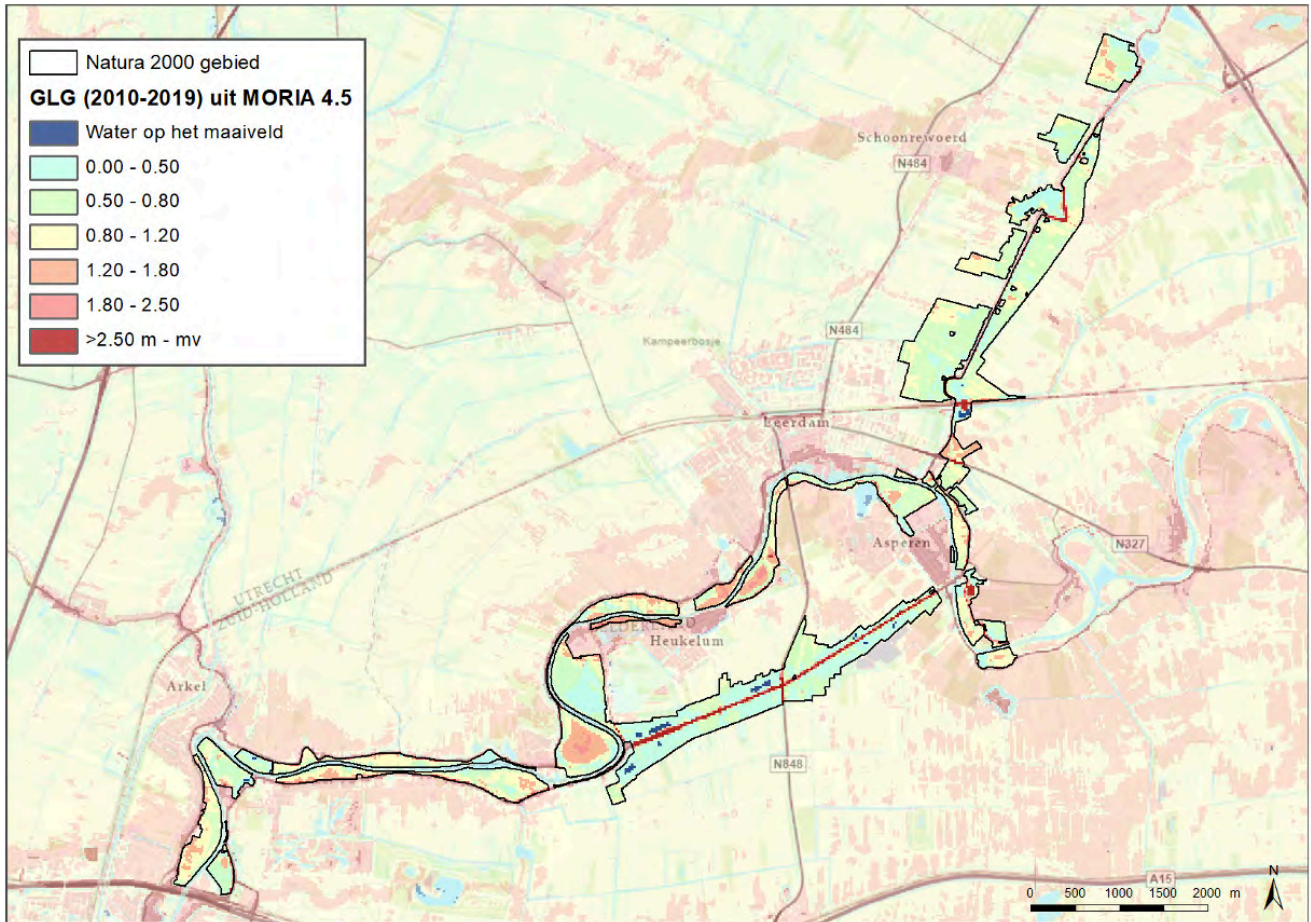 Natura 2000 gebied
GLG (2010-2019) uit MORIA 4.5
Water op het maaiveld
0.00 - 0.50
0.50 - 0.80
0.80 - 1.20
1.20 - 1.80
1.80 - 2.50
>2.50 m - mv
Schoonrewoerd
N484
N484
Kampeerbosje
Leerdam
Asperen
N327
UTRECHT
ZUID-HOLLAND
GELDERLAND
Heukelum
Arkel
N848
A15
N
0 500 1000 1500 2000 m